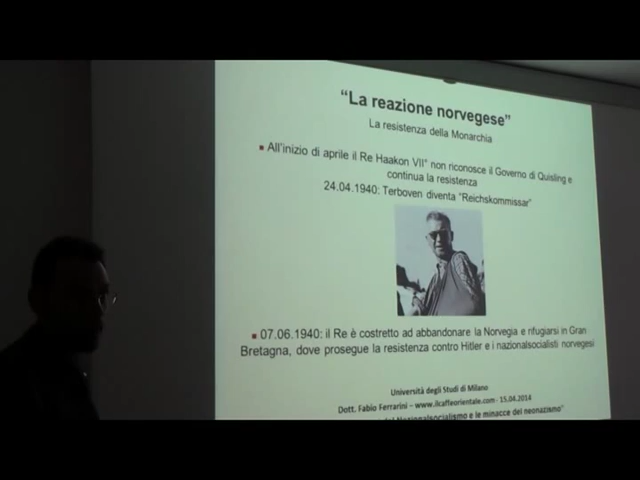 “La reazione norvegese”
La resistenza della Monarchia
All'inizio di aprile il Re Haakon VII° non riconosce il Governo di Quisling e
continua la resistenza
24.04.1940: Terboven diventa “Reichskommissar”
07.06.1940: il Re è costretto ad abbandonare la Norvegia e rifugiarsi in Gran
Bretagna, dove prosegue la resistenza contro Hitler e i nazionalsocialisti norvegesi
Università degli Studi di Milano
Dott. Fabio Ferrarini – www.ilcaffeorientale.com - 15.04.2014
del Nazionalsocialismo e le minacce del neonazismo”